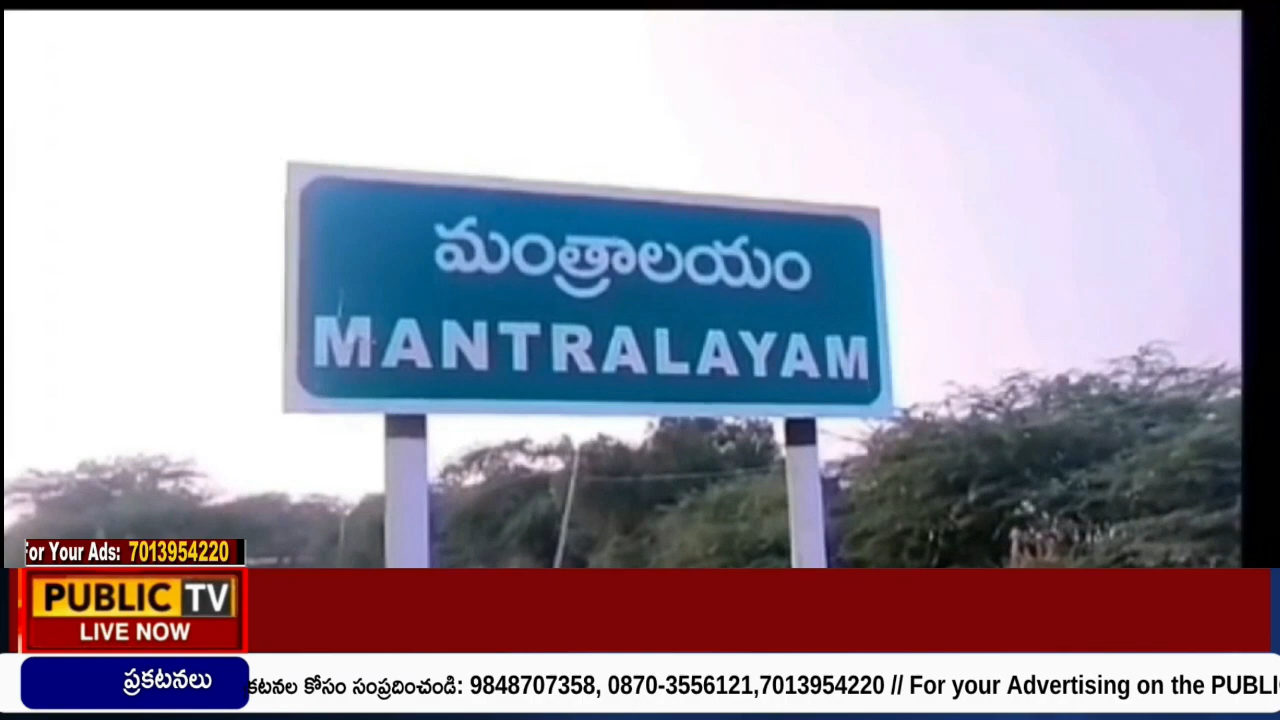 మంత్రాలయం
MANTRALAYAM
For Your Ads: 7013954220
PUBLIC TV
LIVE NOW
ప్రకటనలు
కటనల కోసం సంప్రదించండి: 9848707358, 0870-3556121,7013954220 // For your Advertising on the PUBLI